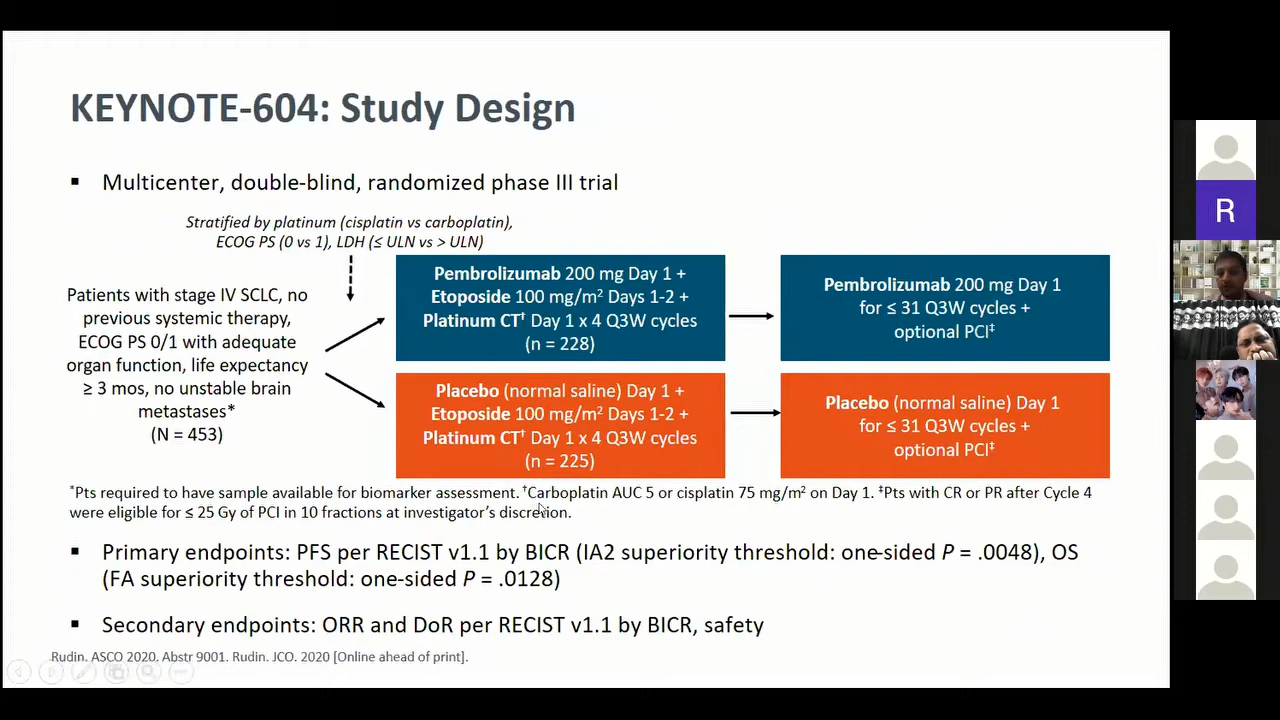 KEYNOTE-604: Study Design
▪ Multicenter, double-blind, randomized phase III trial
Stratified by platinum (cisplatin vs carboplatin),
ECOG PS (0 vs 1), LDH (≤ ULN vs > ULN)
Patients with stage IV SCLC, no
previous systemic therapy,
ECOG PS 0/1 with adequate
organ function, life expectancy
≥ 3 mos, no unstable brain
metastases*
(N = 453)
Pembrolizumab 200 mg Day 1 +
Etoposide 100 mg/m² Days 1-2 +
Platinum CT† Day 1 x 4 Q3W cycles
(n = 228)
Pembrolizumab 200 mg Day 1
for ≤ 31 Q3W cycles +
optional PCI‡
Placebo (normal saline) Day 1 +
Etoposide 100 mg/m² Days 1-2 +
Platinum CT† Day 1 x 4 Q3W cycles
(n = 225)
Placebo (normal saline) Day 1
for ≤ 31 Q3W cycles +
optional PCI‡
*Pts required to have sample available for biomarker assessment. †Carboplatin AUC 5 or cisplatin 75 mg/m² on Day 1. ‡Pts with CR or PR after Cycle 4
were eligible for ≤ 25 Gy of PCI in 10 fractions at investigator's discretion.
▪ Primary endpoints: PFS per RECIST v1.1 by BICR (IA2 superiority threshold: one-sided P = .0048), OS
(FA superiority threshold: one-sided P = .0128)
▪ Secondary endpoints: ORR and DoR per RECIST v1.1 by BICR, safety
Rudin. ASCO 2020. Abstr 9001. Rudin. JCO. 2020 [Online ahead of print].
R